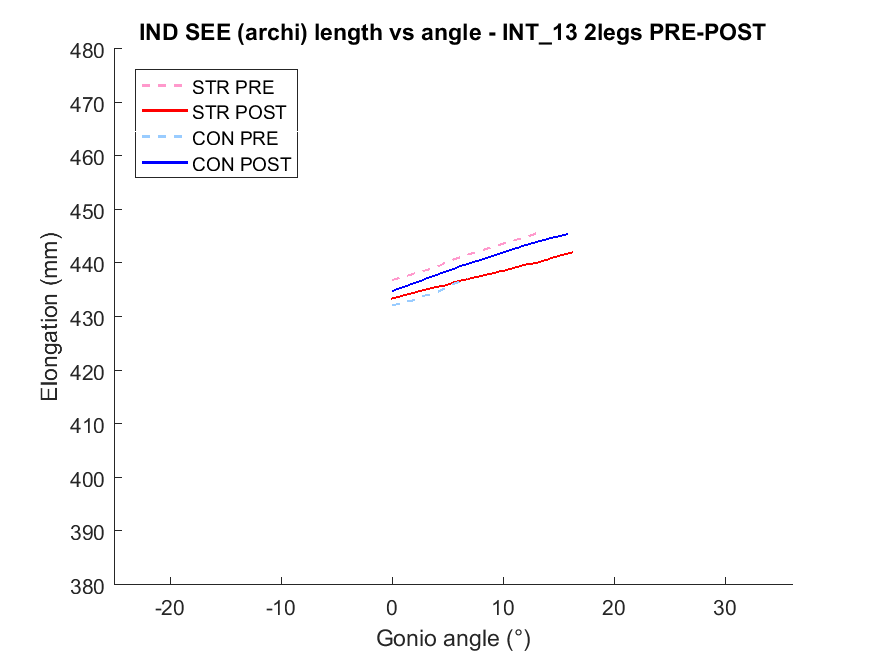 IND SEE (archi) length vs angle - INT_13 2legs PRE-POST
480
470
460
450
440
430
420
410
400
390
380
STR PRE
STR POST
CON PRE
CON POST
Elongation (mm)
-20
-10
0
10
20
30
Gonio angle (°)